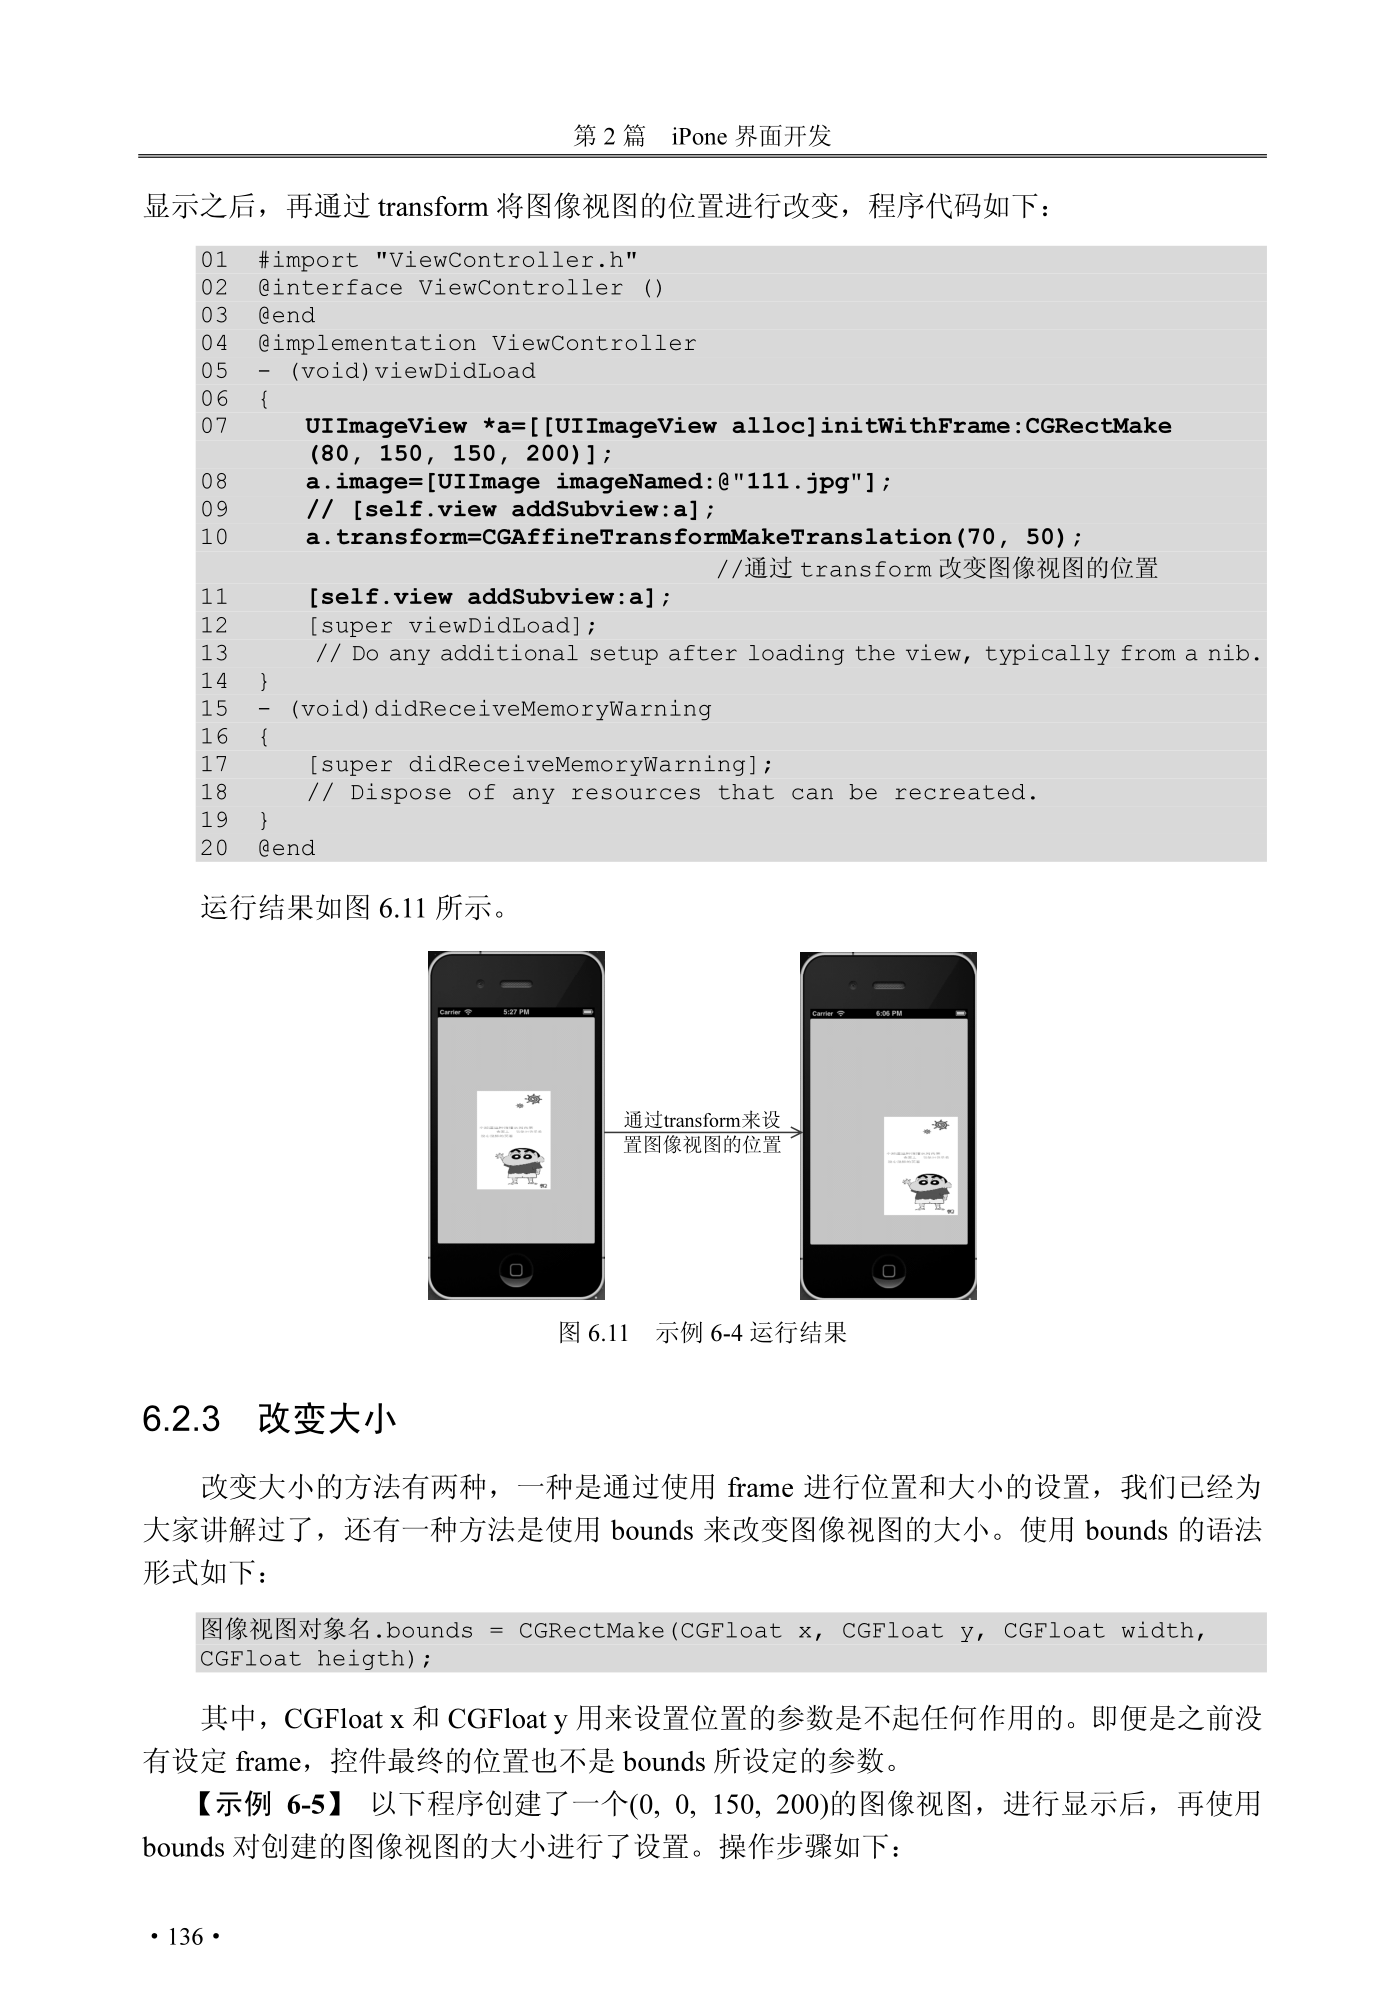 第 2 篇　iPone 界面开发
显示之后，再通过 transform 将图像视图的位置进行改变，程序代码如下：
01 #import "ViewController.h"
02 @interface ViewController ()
03 @end
04 @implementation ViewController
05 - (void)viewDidLoad
06 {
07 UIImageView *a=[[UIImageView alloc]initWithFrame:CGRectMake
(80, 150, 150, 200)];
08 a.image=[UIImage imageNamed:@"111.jpg"];
09 // [self.view addSubview:a];
10 a.transform=CGAffineTransformMakeTranslation(70, 50);
//通过 transform 改变图像视图的位置
11 [self.view addSubview:a];
12 [super viewDidLoad];
13 // Do any additional setup after loading the view, typically from a nib.
14 }
15 - (void)didReceiveMemoryWarning
16 {
17 [super didReceiveMemoryWarning];
18 // Dispose of any resources that can be recreated.
19 }
20 @end
运行结果如图 6.11 所示。
Carrier 5:27 PM
Carrier 6:06 PM
通过transform来设
置图像视图的位置
图 6.11　示例 6-4 运行结果
6.2.3　改变大小
改变大小的方法有两种，一种是通过使用 frame 进行位置和大小的设置，我们已经为
大家讲解过了，还有一种方法是使用 bounds 来改变图像视图的大小。使用 bounds 的语法
形式如下：
图像视图对象名.bounds = CGRectMake(CGFloat x, CGFloat y, CGFloat width,
CGFloat heigth);
其中，CGFloat x 和 CGFloat y 用来设置位置的参数是不起任何作用的。即便是之前没
有设定 frame，控件最终的位置也不是 bounds 所设定的参数。
【示例 6-5】 以下程序创建了一个(0, 0, 150, 200)的图像视图，进行显示后，再使用
bounds 对创建的图像视图的大小进行了设置。操作步骤如下：
• 136 •